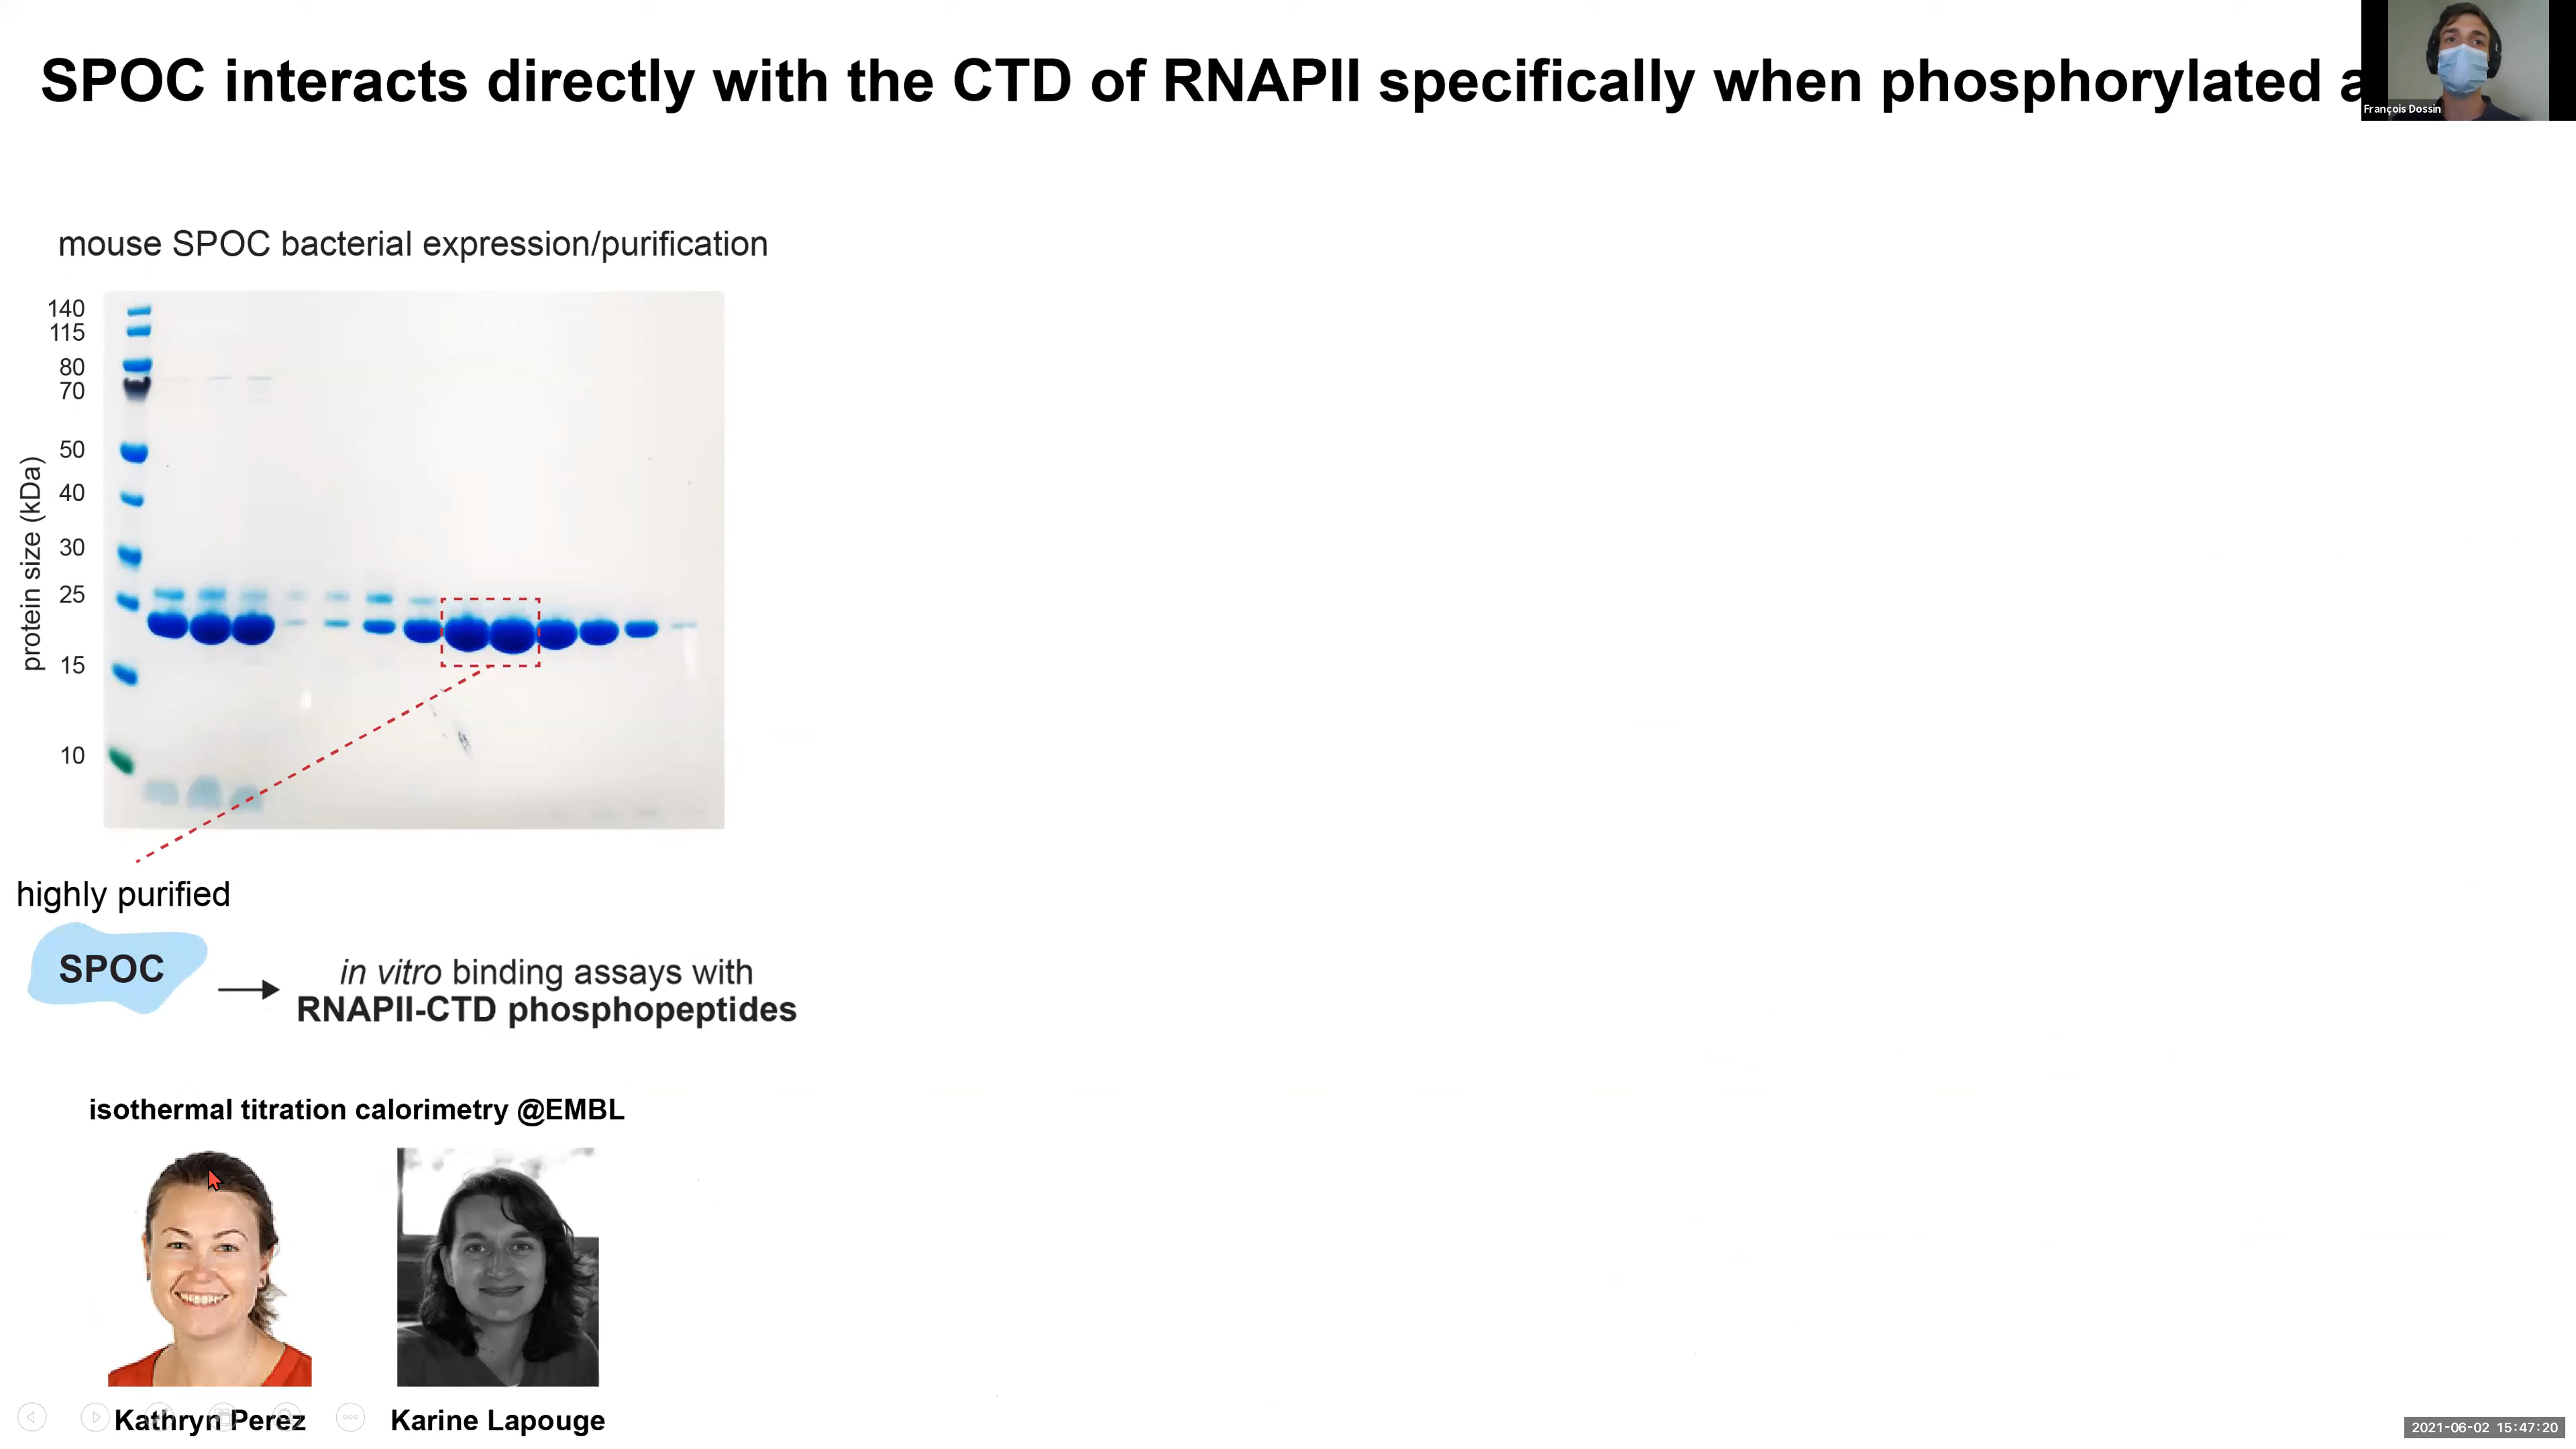 SPOC interacts directly with the CTD of RNAPII specifically when phosphorylated a
François Dossin
mouse SPOC bacterial expression/purification
140
115
80
70
50
40
30
25
15
10
protein size (kDa)
highly purified
SPOC
in vitro binding assays with
RNAPII-CTD phosphopeptides
isothermal titration calorimetry @EMBL
Kathryn Perez
Karine Lapouge
2021-06-02 15:47:20